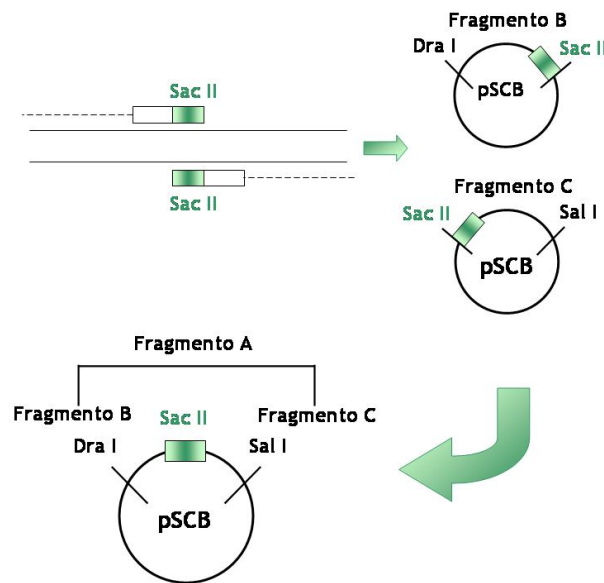 Sac II
Sac II
Fragmento B
Dra I
Sac II
pSCB
Fragmento C
Sac II
Sal I
pSCB
Fragmento A
Fragmento B
Sac II
Fragmento C
Dra I
Sal I
pSCB